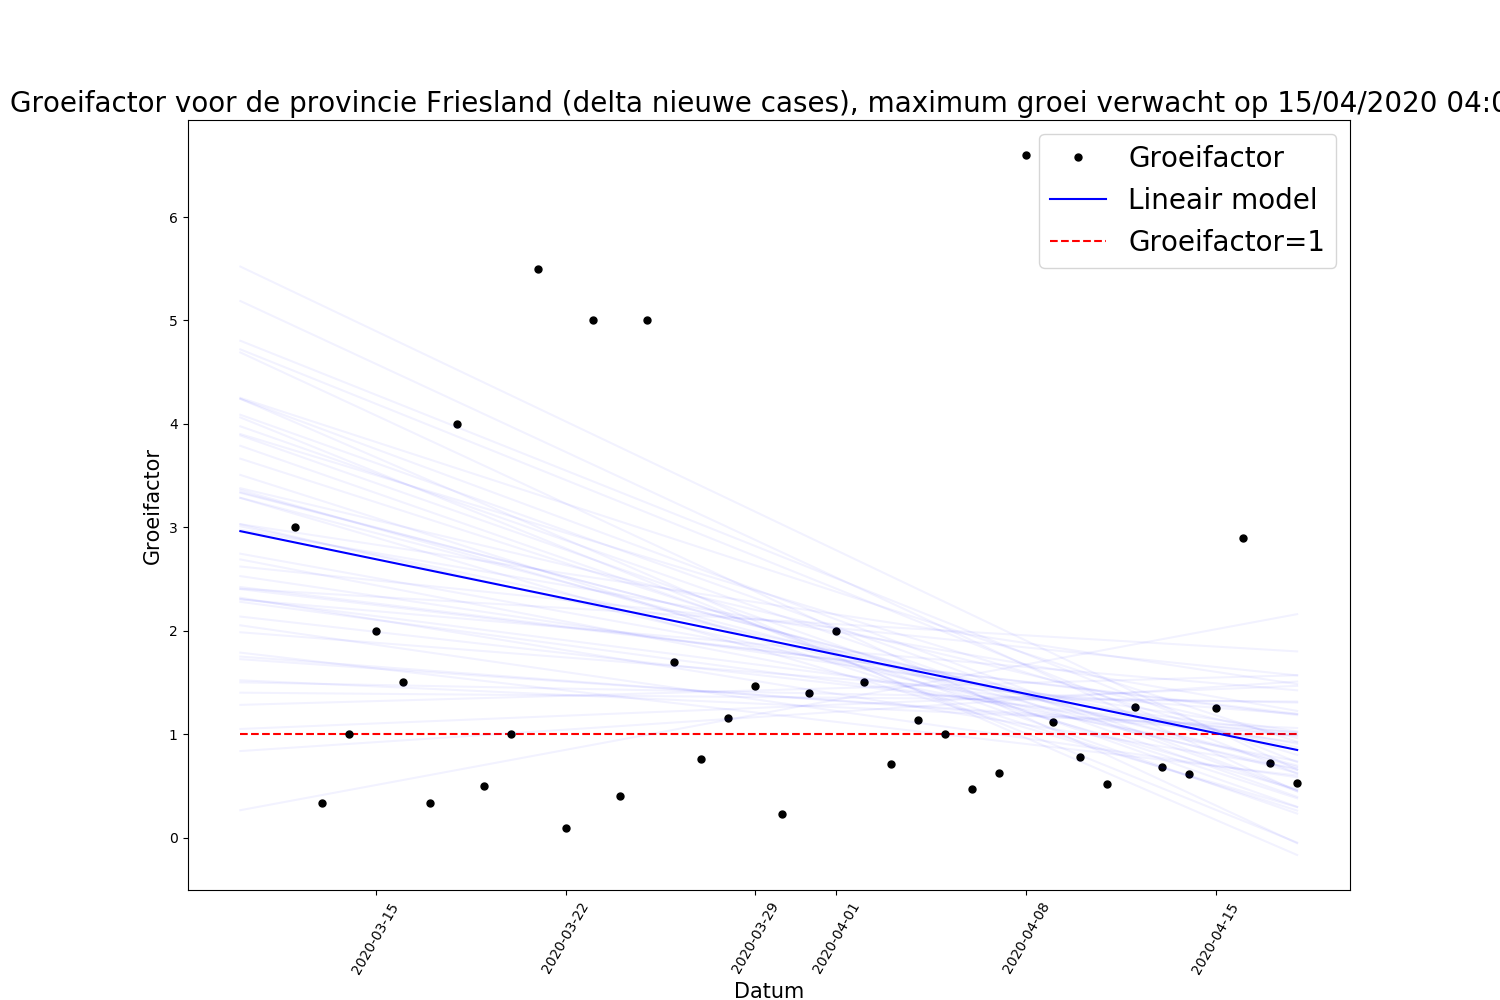 Groeifactor voor de provincie Friesland (delta nieuwe cases), maximum groei verwacht op 15/04/2020 04:0
Groeifactor
Lineair model
Groeifactor=1
Groeifactor
6
5
4
3
2
1
0
2020-03-15
2020-03-22
2020-03-29
2020-04-01
2020-04-08
2020-04-15
Datum